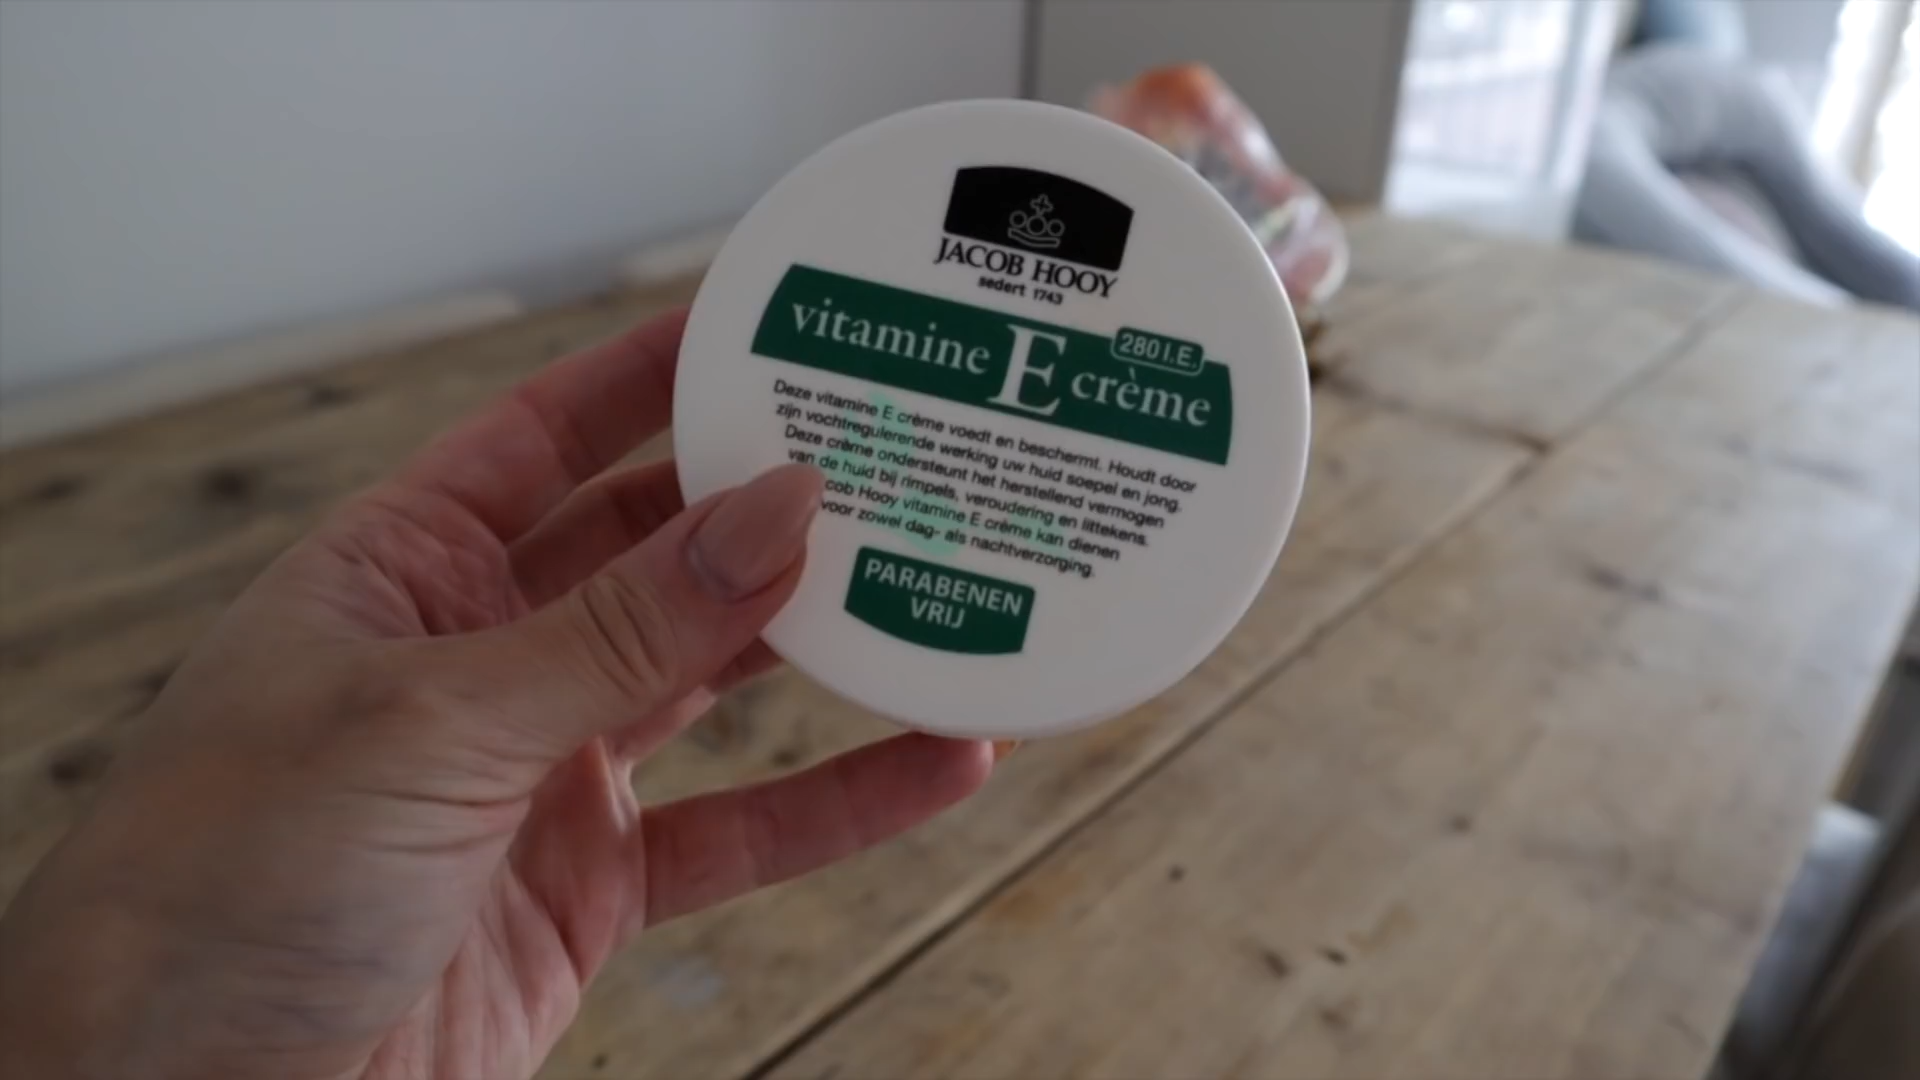 JACOB HOOY
sedert 1743
vitamine E crème
280 I.E.
Deze vitamine E crème voedt en beschermt. Houdt door
zijn vochtregulerende werking uw huid soepel en jong.
Deze crème ondersteunt het herstellend vermogen
van de huid bij rimpels, veroudering en littekens.
cob Hooy vitamine E crème kan dienen
voor zowel dag- als nachtverzorging.
PARABENEN
VRIJ